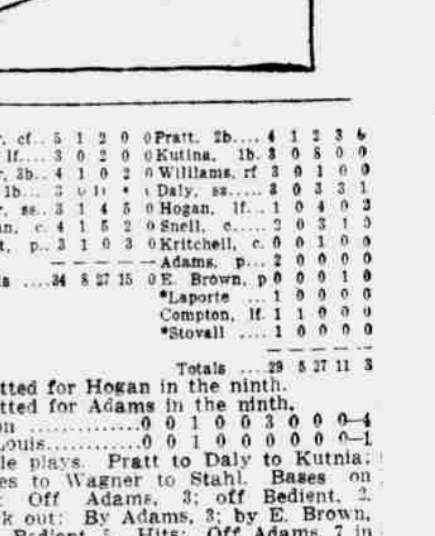 cf.. 5 1 2 0 0 Pratt, 2b.... 4 1 2 3
lf.... 3 0 2 0 0 Kutina, 1b. 3 0 8 0 0
3b.. 4 1 0 2 0 Williams, rf 3 0 1 0 0
1b... Daly, ss..... 3 0 3 3 1
ss.. 3 1 4 5 0 Hogan, lf... 1 0 4 0 2
c. 4 1 5 2 0 Snell, c..... 2 0 3 1 0
p.. 3 1 0 3 0 Kritchell, c. 0 0 1 0 0
Adams, p... 2 0 0 0 0
....34 8 27 15 0 E. Brown, p 0 0 0 1 0
*Laporte ... 1 0 0 0 0
Compton, lf. 1 1 0 0 0
*Stovall .... 1 0 0 0 0
Totals ....29 5 27 11 3
tted for Hogan in the ninth.
tted for Adams in the ninth.
on ............0 0 1 0 0 3 0 0 0—4
Louis............0 0 1 0 0 0 0 0 0—1
le plays. Pratt to Daly to Kutnia;
es to Wagner to Stahl. Bases on
: Off Adams, 3; off Bedient, 2.
k out: By Adams, 3; by E. Brown,
Bedient, 5. Hits: Off Adams 7 in